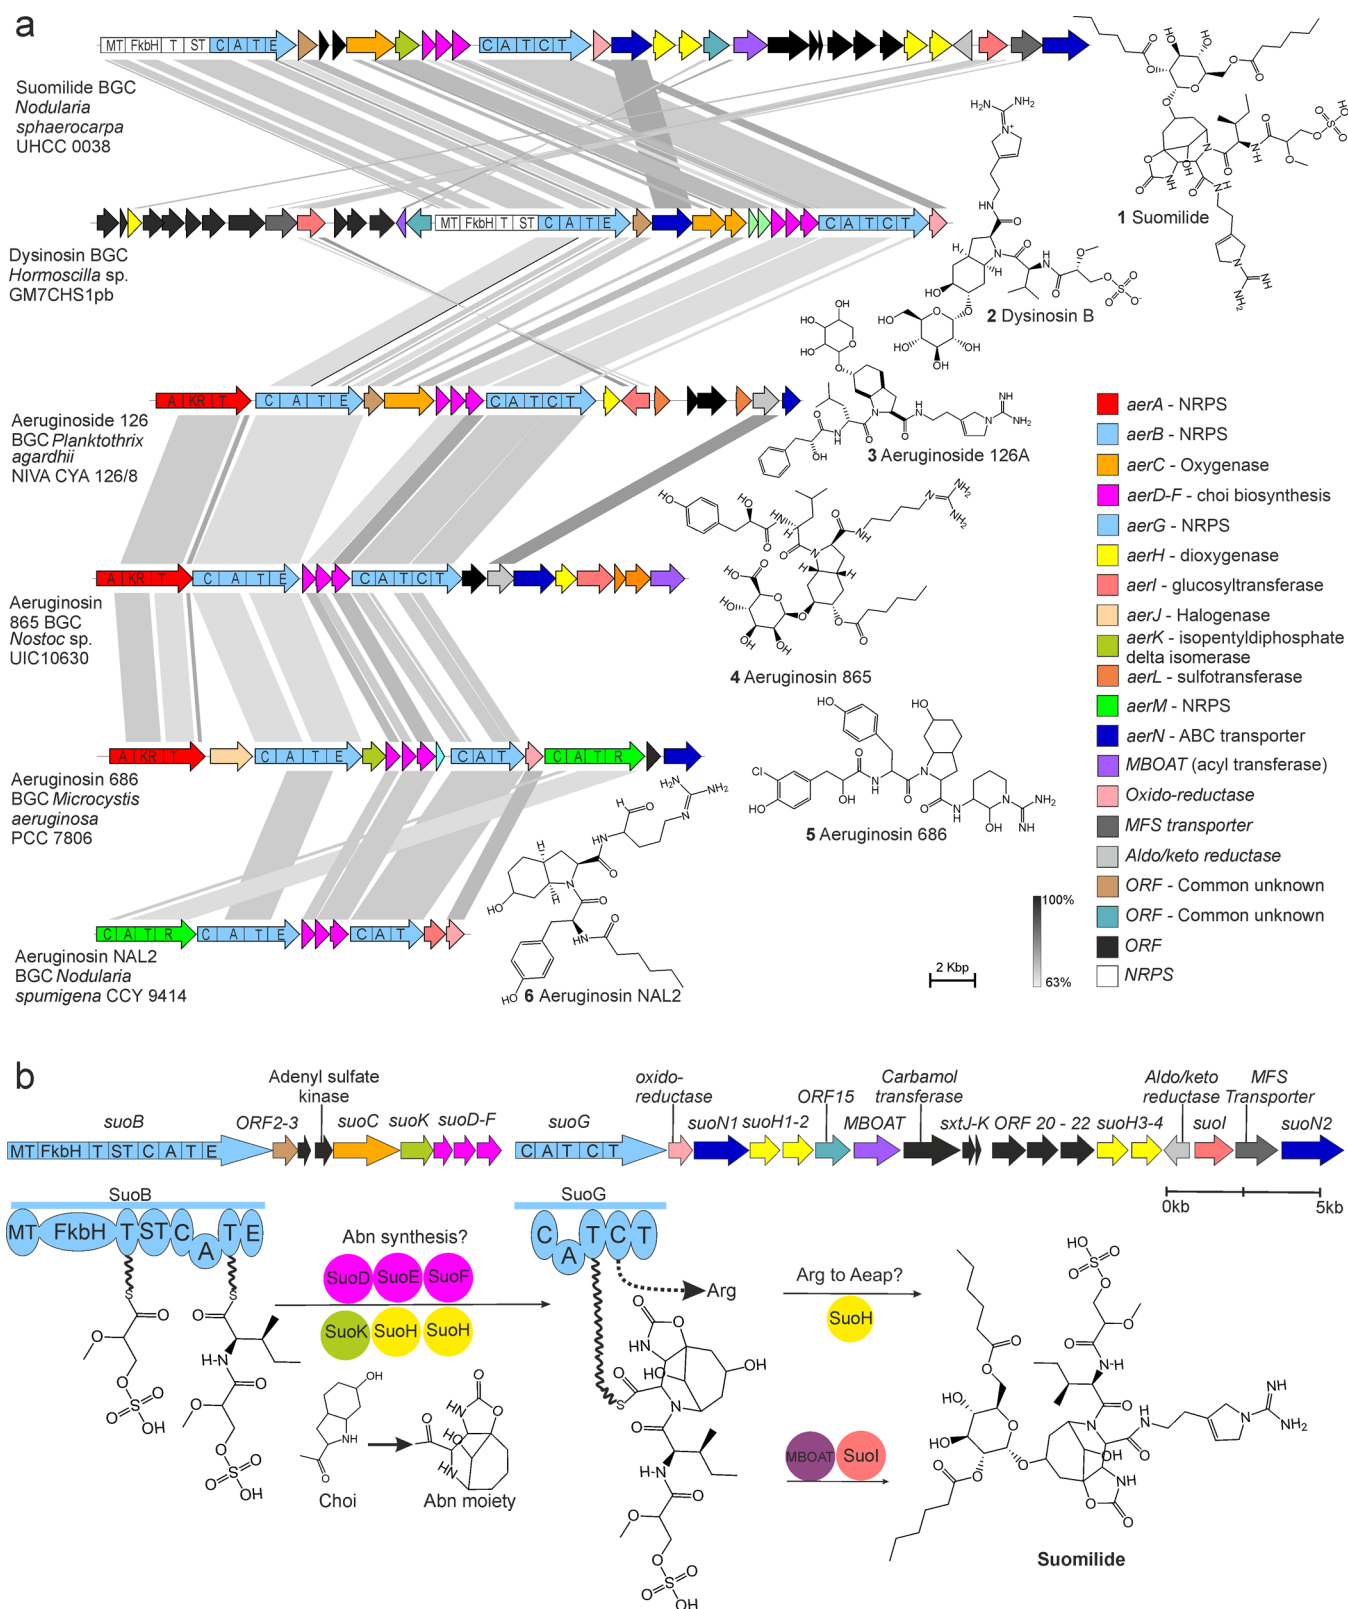 a
MT FkbH T ST C A T E
C A T C T
Suomilide BGC
Nodularia
sphaerocarpa
UHCC 0038
1 Suomilide
MT FkbH T ST C A T E
C A T C T
Dysinosin BGC
Hormoscilla sp.
GM7CHS1pb
2 Dysinosin B
A KR T
C A T E
C A T C T
Aeruginoside 126
BGC Planktothrix
agardhii
NIVA CYA 126/8
3 Aeruginoside 126A
A KR T
C A T E
C A T C T
Aeruginosin
865 BGC
Nostoc sp.
UIC10630
4 Aeruginosin 865
A KR T
C A T E
C A T
C A T R
Aeruginosin 686
BGC Microcystis
aeruginosa
PCC 7806
5 Aeruginosin 686
C A T R
C A T E
C A T
Aeruginosin NAL2
BGC Nodularia
spumigena CCY 9414
6 Aeruginosin NAL2
aerA - NRPS
aerB - NRPS
aerC - Oxygenase
aerD-F - choi biosynthesis
aerG - NRPS
aerH - dioxygenase
aerI - glucosyltransferase
aerJ - Halogenase
aerK - isopentyldiphosphate
delta isomerase
aerL - sulfotransferase
aerM - NRPS
aerN - ABC transporter
MBOAT (acyl transferase)
Oxido-reductase
MFS transporter
Aldo/keto reductase
ORF - Common unknown
ORF - Common unknown
ORF
NRPS
2 Kbp
100%
63%
b
suoB
ORF2-3
Adenyl sulfate
kinase
suoC
suoK
suoD-F
suoG
oxido-
reductase
suoN1
suoH1-2
ORF15
MBOAT
Carbamol
transferase
sxtJ-K
ORF 20 - 22
suoH3-4
Aldo/keto
reductase
suoI
MFS
Transporter
suoN2
MT FkbH T ST C A T E
C A T C T
0kb
5kb
SuoB
MT FkbH T ST C A T E
Abn synthesis?
SuoD SuoE SuoF
SuoK SuoH SuoH
Choi
Abn moiety
SuoG
C A T C T
Arg
Arg to Aeap?
SuoH
MBOAT SuoI
Suomilide